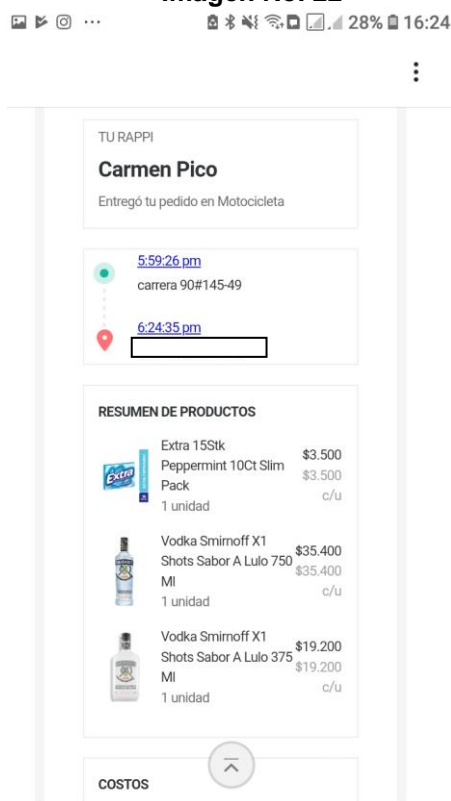 28% 16:24
TU RAPPI
Carmen Pico
Entregó tu pedido en Motocicleta
5:59:26 pm
carrera 90#145-49
6:24:35 pm
RESUMEN DE PRODUCTOS
Extra 15Stk
Peppermint 10Ct Slim
Pack
1 unidad
$3.500
$3.500
c/u
Extra
Vodka Smirnoff X1
Shots Sabor A Lulo 750
Ml
1 unidad
$35.400
$35.400
c/u
Vodka Smirnoff X1
Shots Sabor A Lulo 375
Ml
1 unidad
$19.200
$19.200
c/u
COSTOS